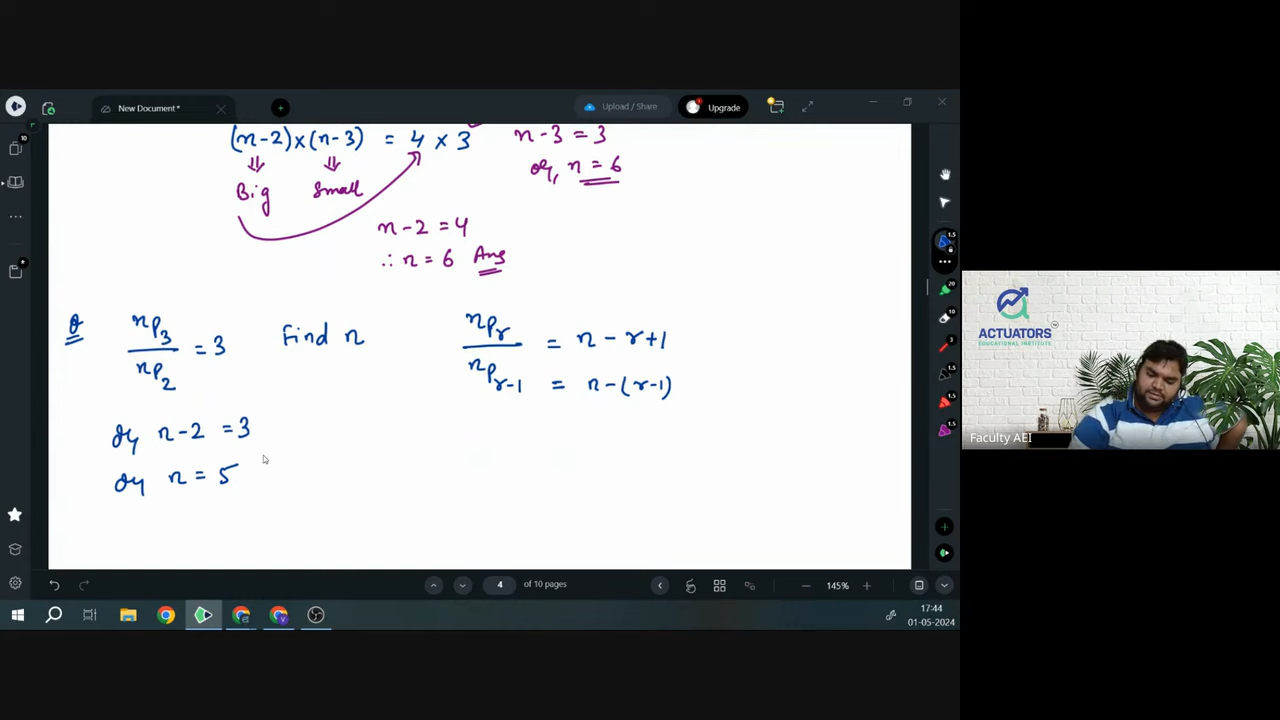 New Document*
Upload / Share
Upgrade
(n-2)×(n-3) = 4 × 3
n-3 = 3
or, n = 6
Big
Small
n-2 = 4
∴ n = 6 Ans
Q
nP3
nP2
= 3
Find n
nPr
nPr-1
= n - r+1
= n - (r-1)
or n-2 = 3
or n = 5
4 of 10 pages
145%
17:44
01-05-2024
ACTUATORS
EDUCATIONAL INSTITUTE
Faculty AEI